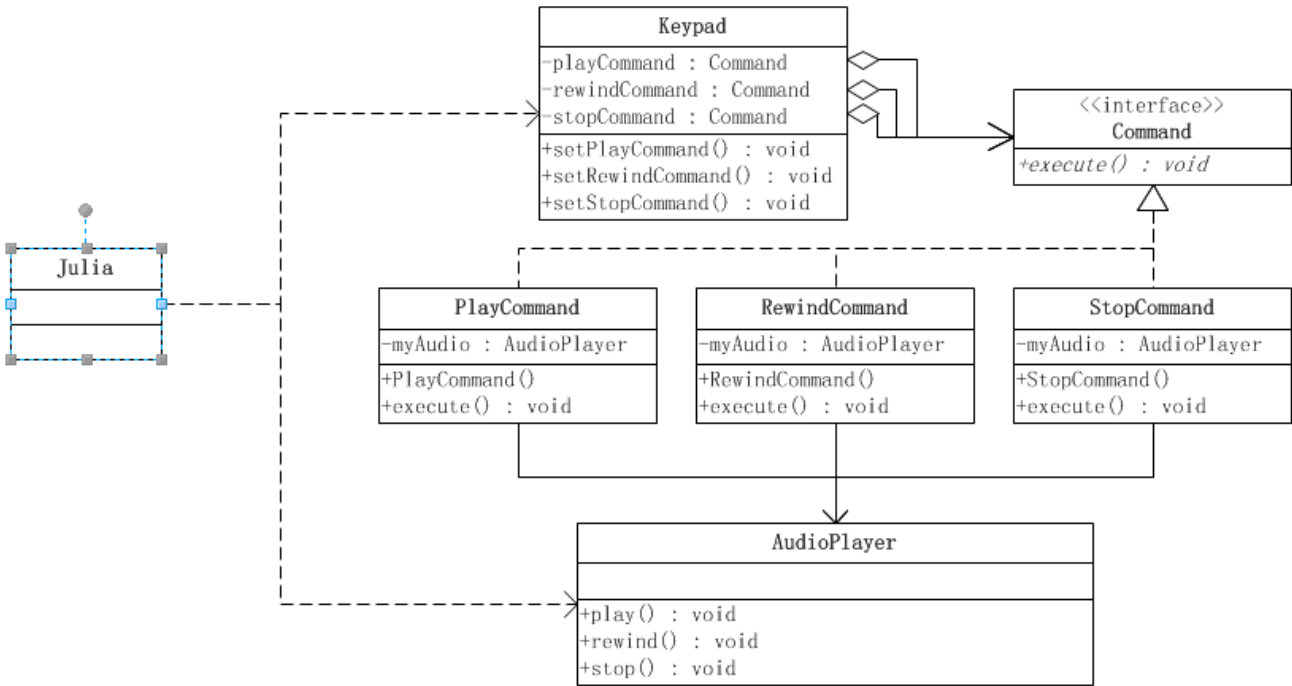 Keypad
-playCommand : Command
-rewindCommand : Command
-stopCommand : Command
+setPlayCommand() : void
+setRewindCommand() : void
+setStopCommand() : void
<<interface>>
Command
+execute() : void
Julia
PlayCommand
-myAudio : AudioPlayer
+PlayCommand()
+execute() : void
RewindCommand
-myAudio : AudioPlayer
+RewindCommand()
+execute() : void
StopCommand
-myAudio : AudioPlayer
+StopCommand()
+execute() : void
AudioPlayer
+play() : void
+rewind() : void
+stop() : void